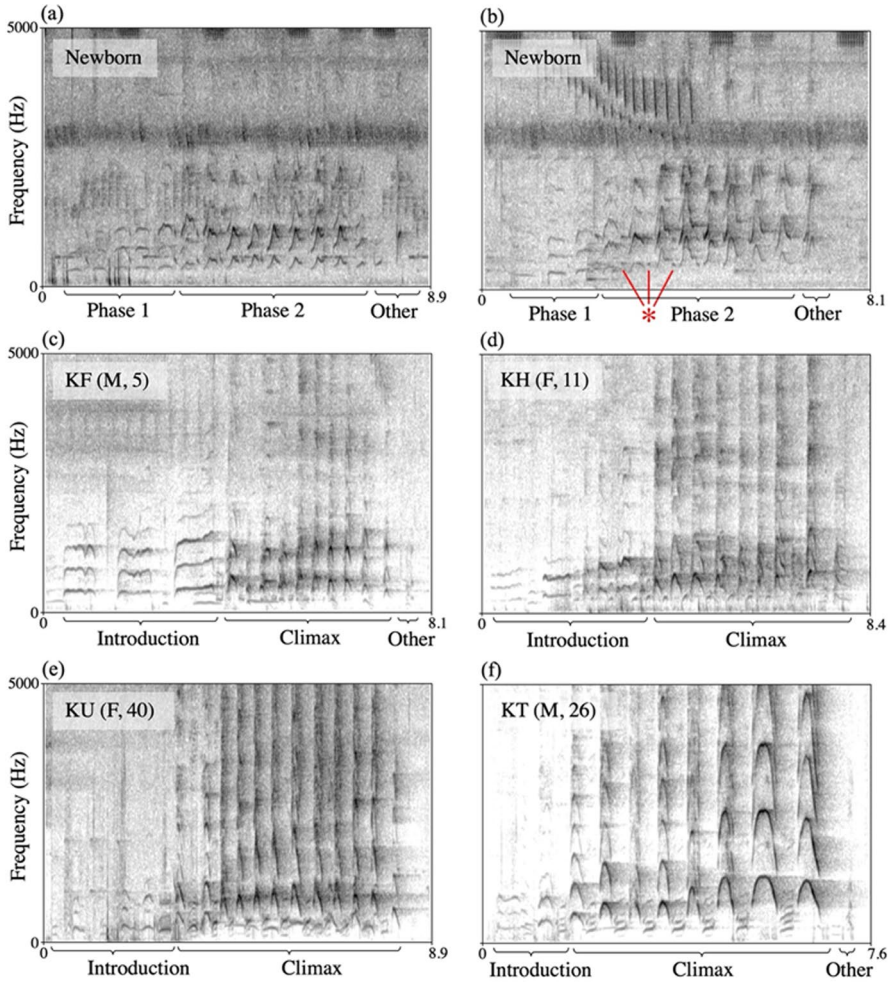 (a)
(b)
5000
Newborn
Newborn
Frequency (Hz)
0
0
8.9
0
8.1
Phase 1
Phase 2
Other
Phase 1
*
Phase 2
Other
(c)
(d)
5000
KF (M, 5)
KH (F, 11)
Frequency (Hz)
0
0
8.1
0
8.4
Introduction
Climax
Other
Introduction
Climax
(e)
(f)
5000
KU (F, 40)
KT (M, 26)
Frequency (Hz)
0
0
8.9
0
7.6
Introduction
Climax
Introduction
Climax
Other